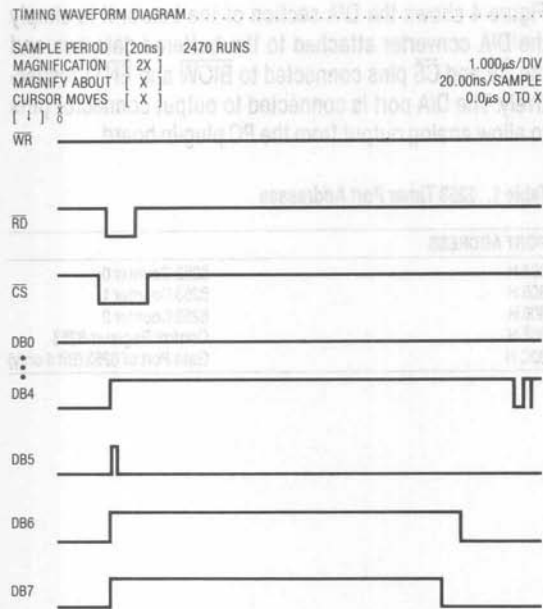 TIMING WAVEFORM DIAGRAM
SAMPLE PERIOD [20ns] 2470 RUNS
MAGNIFICATION [ 2X ] 1.000µs/DIV
MAGNIFY ABOUT [ X ] 20.00ns/SAMPLE
CURSOR MOVES [ X ] 0.0µs O TO X
[ ↓ ]
WR
RD
CS
DB0
DB4
DB5
DB6
DB7